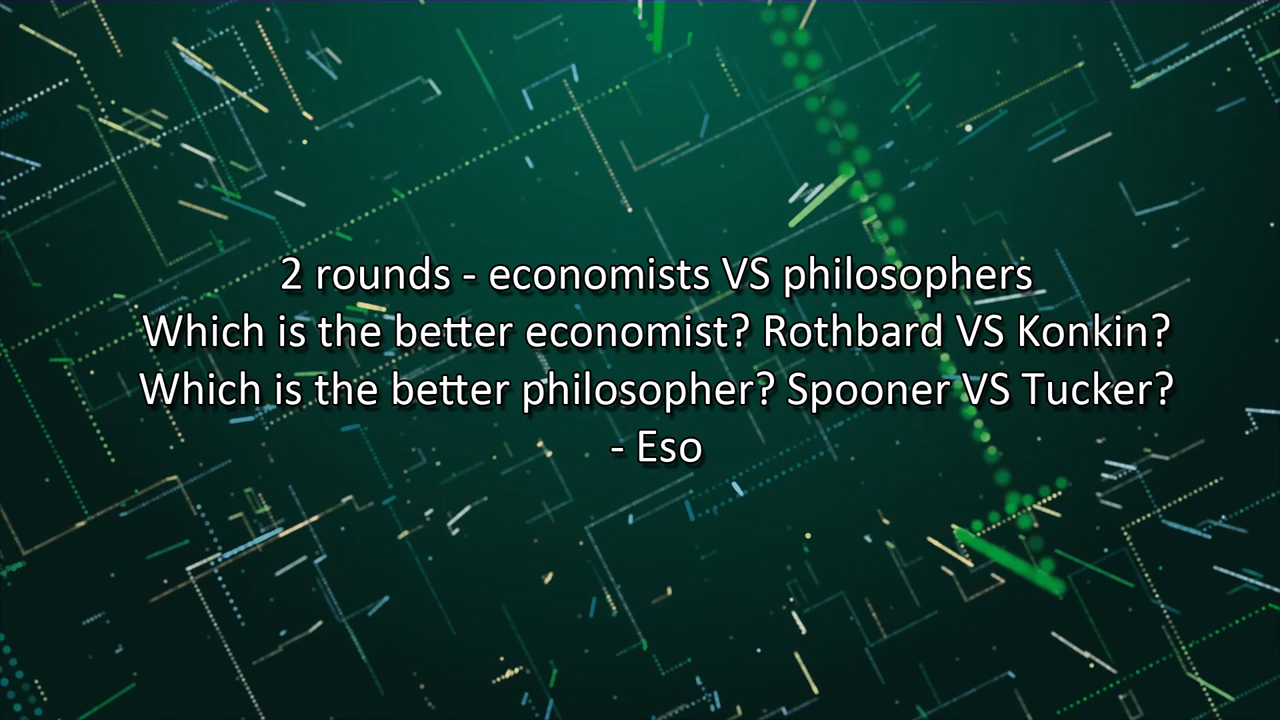 2 rounds - economists VS philosophers
Which is the better economist? Rothbard VS Konkin?
Which is the better philosopher? Spooner VS Tucker?
- Eso